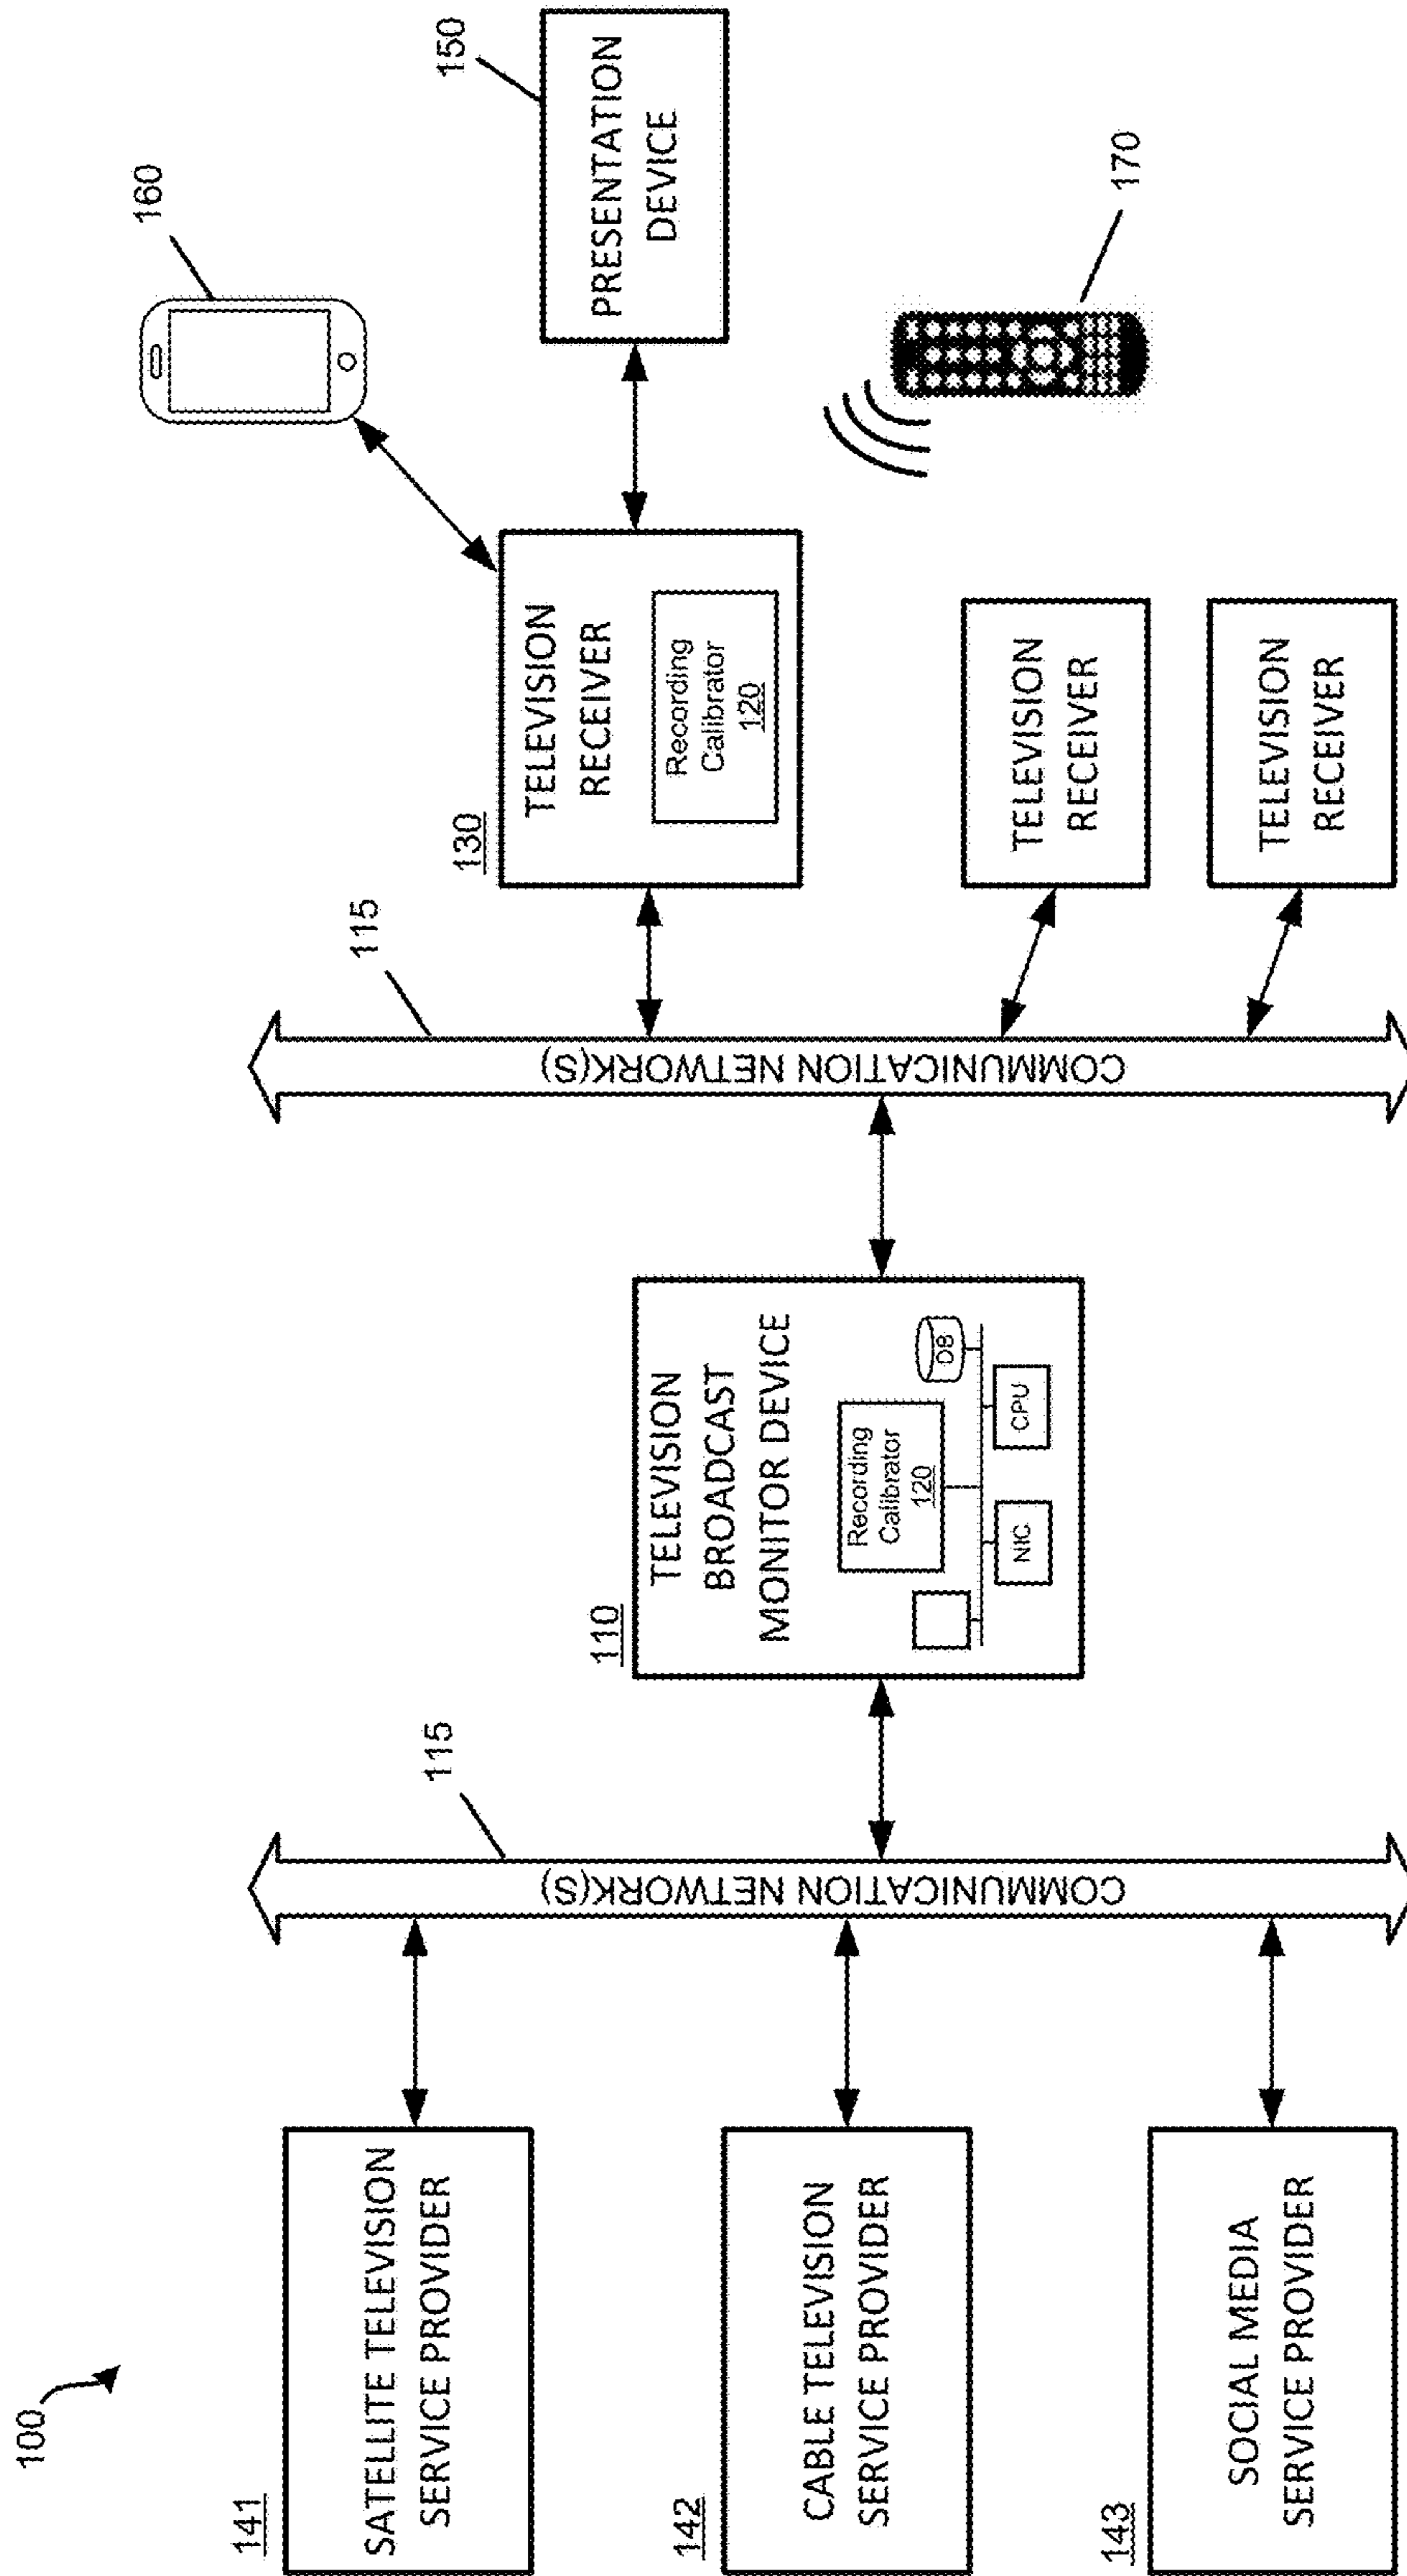 100
141
SATELLITE TELEVISION
SERVICE PROVIDER
142
CABLE TELEVISION
SERVICE PROVIDER
143
SOCIAL MEDIA
SERVICE PROVIDER
115
COMMUNICATION NETWORK(S)
110
TELEVISION
BROADCAST
MONITOR DEVICE
Recording
Calibrator
120
DB
NIC
CPU
115
COMMUNICATION NETWORK(S)
130
TELEVISION
RECEIVER
Recording
Calibrator
120
TELEVISION
RECEIVER
TELEVISION
RECEIVER
160
150
PRESENTATION
DEVICE
170